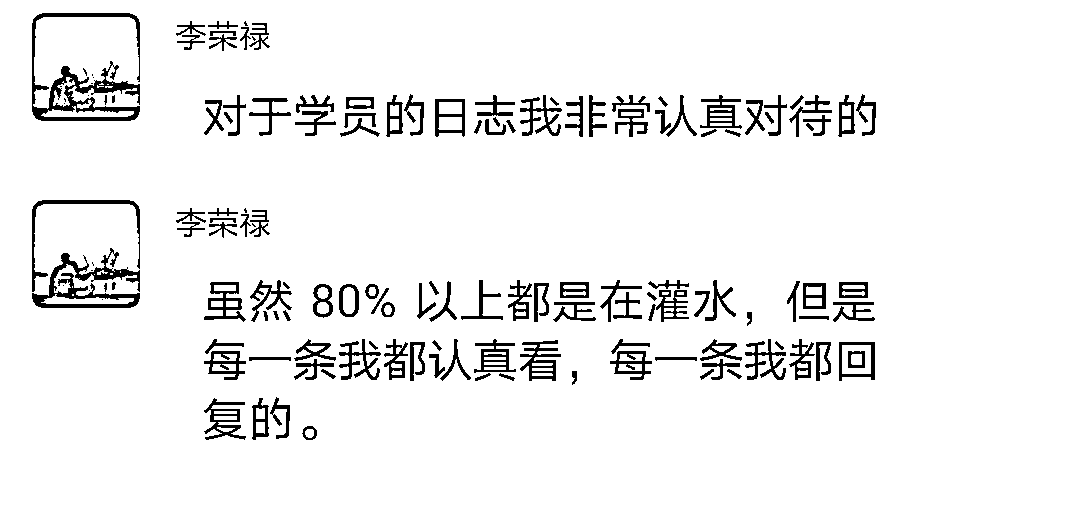 李荣禄
对于学员的日志我非常认真对待的
李荣禄
虽然 80% 以上都是在灌水，但是
每一条我都认真看，每一条我都回
复的。